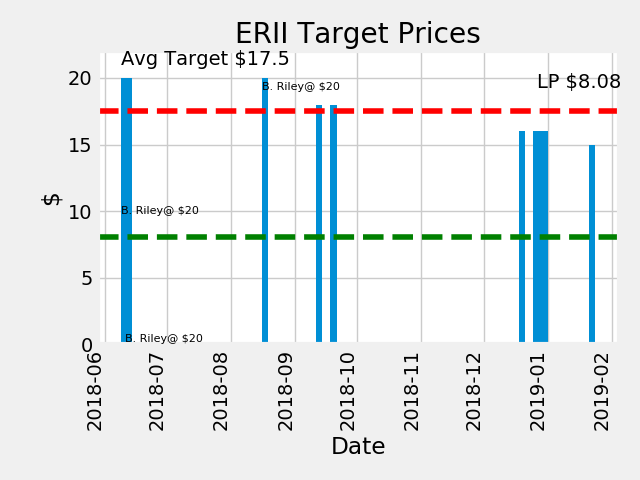 ERII Target Prices
Avg Target $17.5
LP $8.08
B. Riley@ $20
B. Riley@ $20
B. Riley@ $20
$
20
15
10
5
0
2018-06
2018-07
2018-08
2018-09
2018-10
2018-11
2018-12
2019-01
2019-02
Date